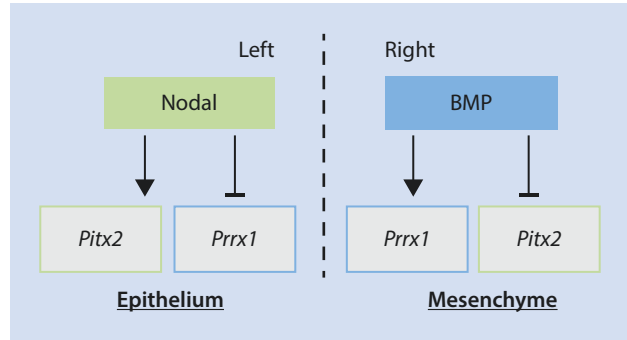 Left Right
Nodal BMP
Pitx2 Prrx1 Prrx1 Pitx2
Epithelium Mesenchyme